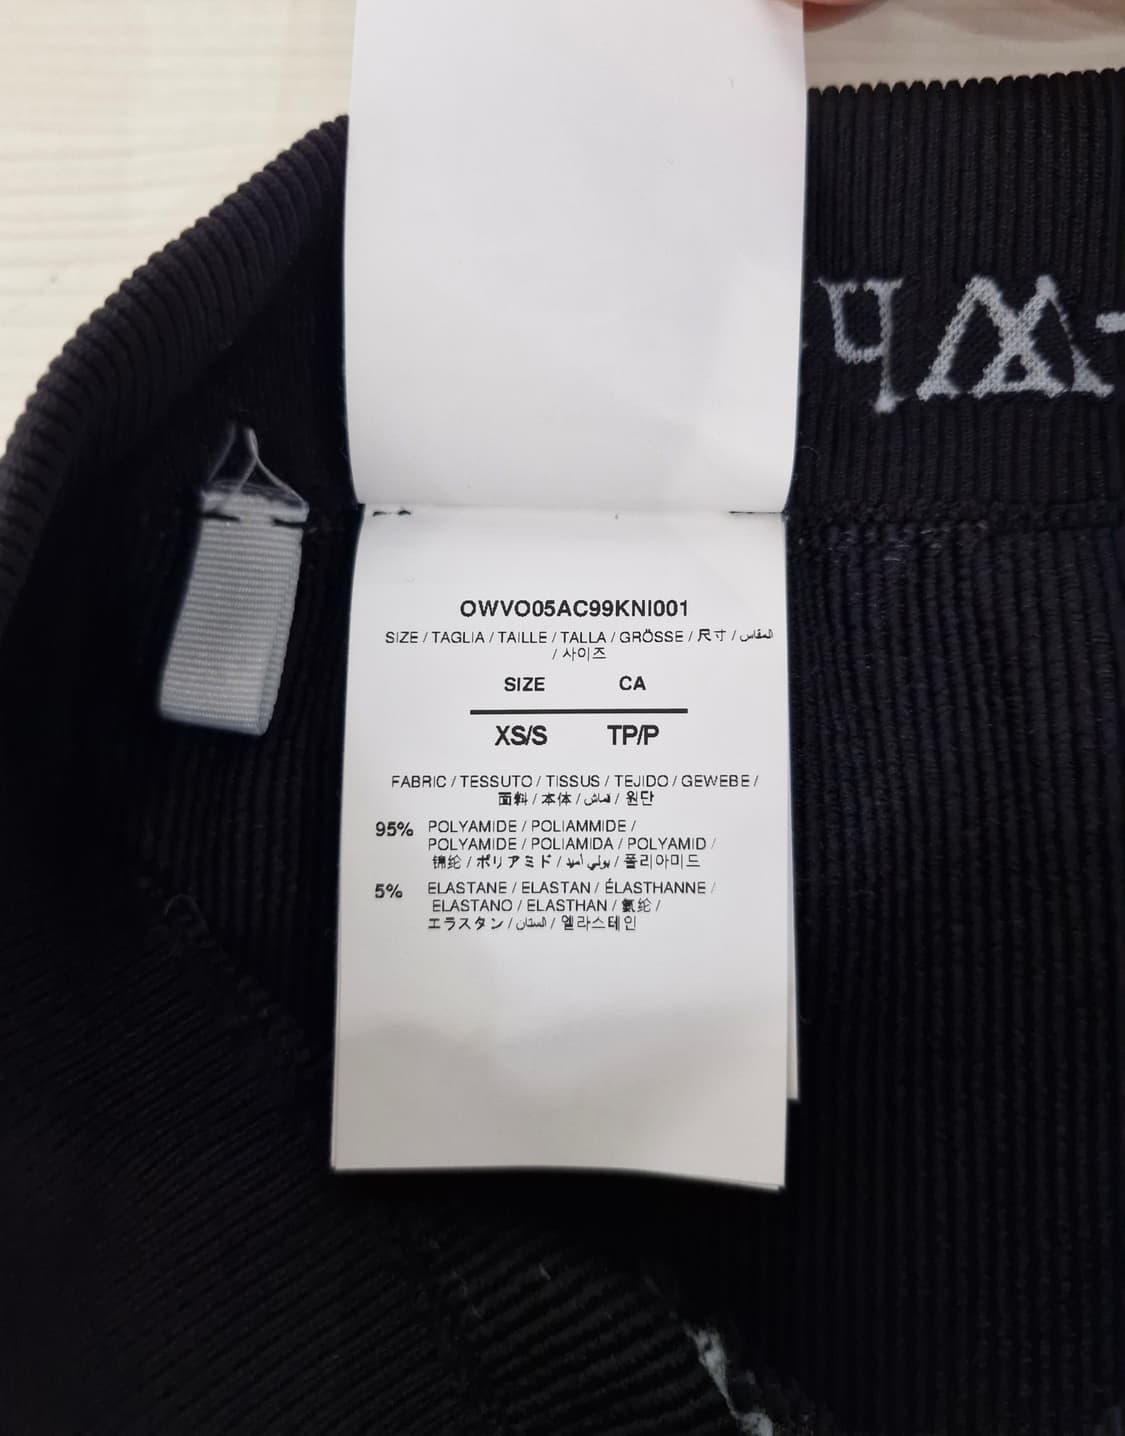 OWVO05AC99KNI001
SIZE / TAGLIA / TAILLE / TALLA / GRÖSSE / 尺寸 / المقاس
/ 사이즈
SIZE CA
XS/S TP/P
FABRIC / TESSUTO / TISSUS / TEJIDO / GEWEBE /
面料 / 本体 / قماش / 원단
95% POLYAMIDE / POLIAMMIDE /
POLYAMIDE / POLIAMIDA / POLYAMID /
锦纶 / ポリアミド / بولي أميد / 폴리아미드
5% ELASTANE / ELASTAN / ÉLASTHANNE /
ELASTANO / ELASTHAN / 氨纶 /
エラスタン / الستان / 엘라스테인